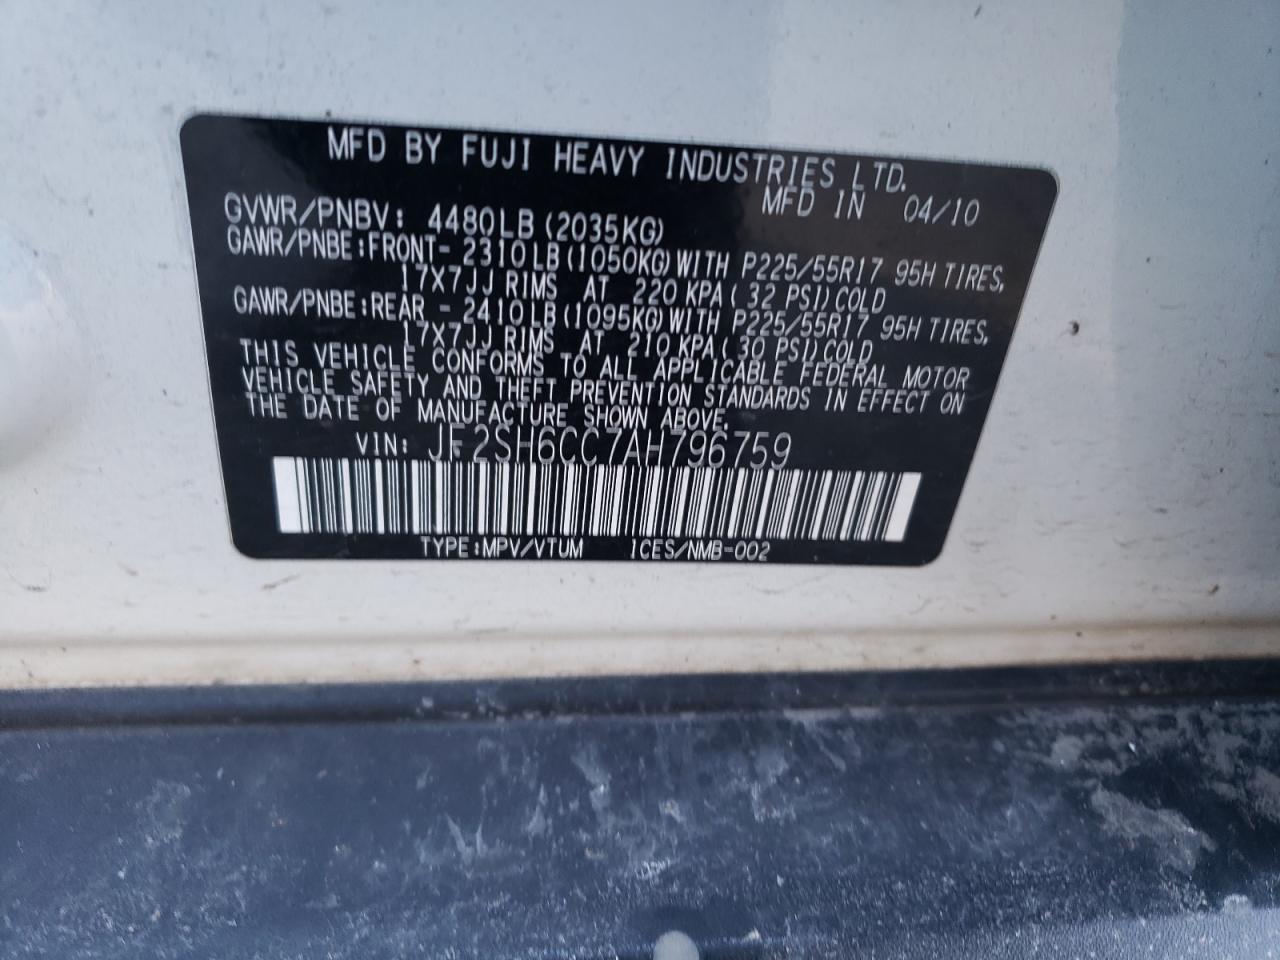 MFD BY FUJI HEAVY INDUSTRIES LTD.
MFD IN 04/10
GVWR/PNBV: 4480LB (2035KG)
GAWR/PNBE:FRONT- 2310LB(1050KG)WITH P225/55R17 95H TIRES,
17X7JJ RIMS AT 220 KPA( 32 PSI)COLD
GAWR/PNBE:REAR - 2410LB(1095KG)WITH P225/55R17 95H TIRES,
17X7JJ RIMS AT 210 KPA( 30 PSI)COLD
THIS VEHICLE CONFORMS TO ALL APPLICABLE FEDERAL MOTOR
VEHICLE SAFETY AND THEFT PREVENTION STANDARDS IN EFFECT ON
THE DATE OF MANUFACTURE SHOWN ABOVE.
VIN: JF2SH6CC7AH796759
TYPE:MPV/VTUM ICES/NMB-002